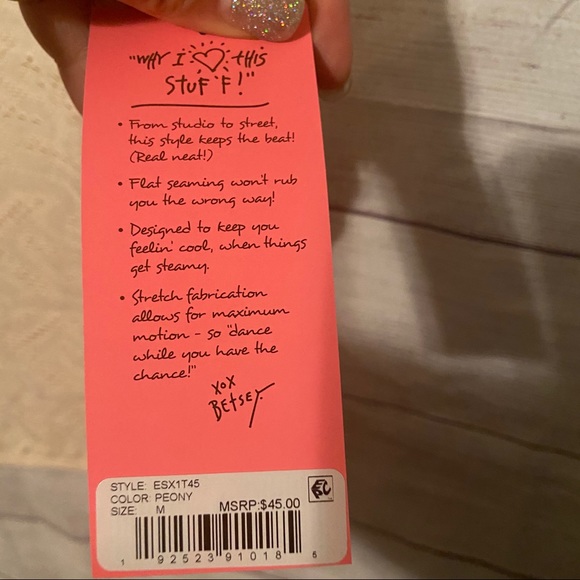 "WHY I THIS
STUFF!"
• From studio to street,
this style keeps the beat!
(Real neat!)
• Flat seaming won't rub
you the wrong way!
• Designed to keep you
feelin' cool, when things
get steamy.
• Stretch fabrication
allows for maximum
motion - so "dance
while you have the
chance!"
XOX
BETSEY
STYLE: ESX1T45
COLOR: PEONY
SIZE: M MSRP:$45.00
1 92523 91018 6